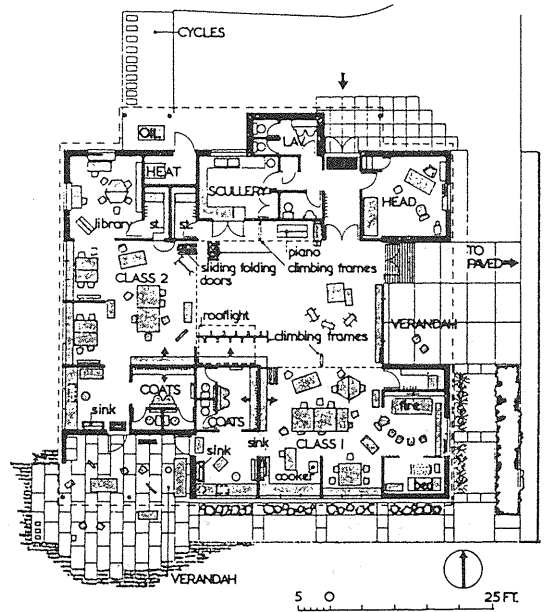 CYCLES
OIL
LAV
HEAT
SCULLERY
HEAD
library
st.
st.
piano
sliding folding
doors
climbing frames
TO
PAVED
CLASS 2
rooflight
climbing frames
VERANDAH
COATS
COATS
sink
sink
sink
CLASS 1
fire
cooker
bed
VERANDAH
5 0 25 FT.